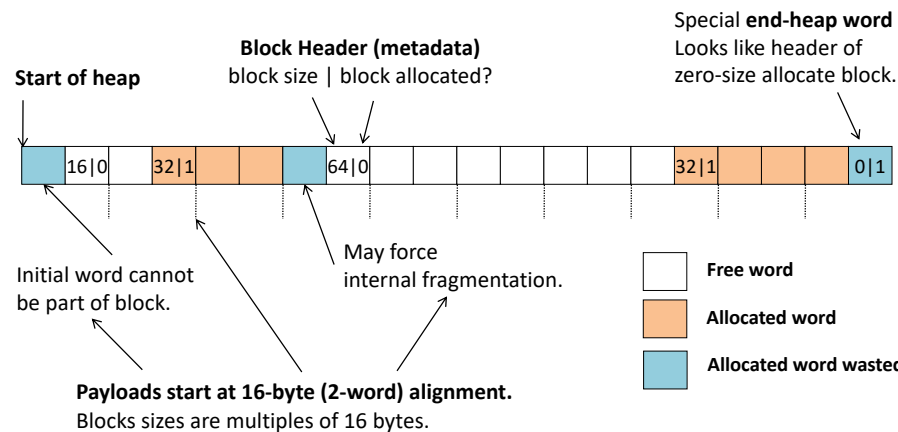 Special end-heap word
Looks like header of
zero-size allocate block.
Block Header (metadata)
block size | block allocated?
Start of heap
16|0 32|1 64|0 32|1 0|1
Initial word cannot
be part of block.
May force
internal fragmentation.
Free word
Allocated word
Allocated word wasted
Payloads start at 16-byte (2-word) alignment.
Blocks sizes are multiples of 16 bytes.